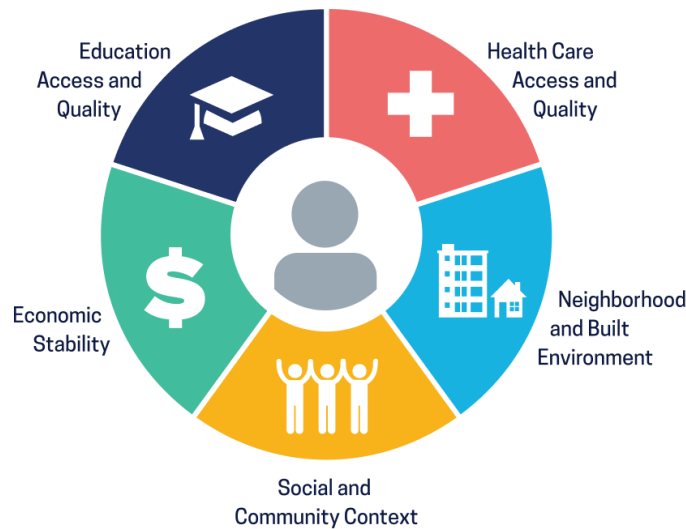 Education
Access and
Quality
Health Care
Access and
Quality
$
Economic
Stability
Neighborhood
and Built
Environment
Social and
Community Context